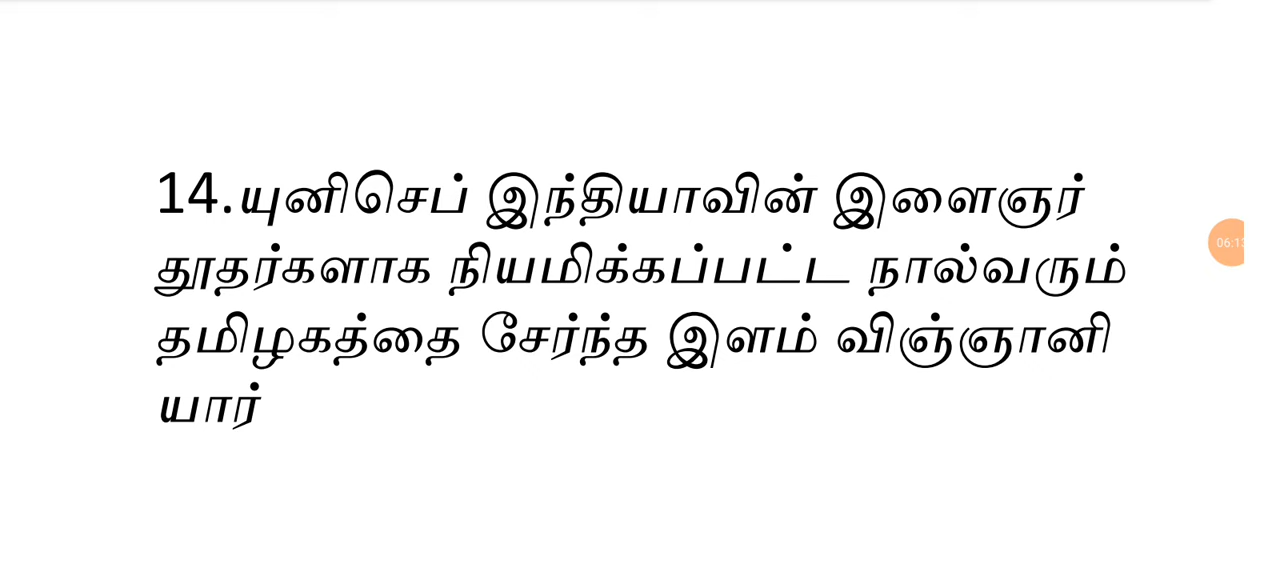 14.யுனிசெப் இந்தியாவின் இளைஞர்
தூதர்களாக நியமிக்கப்பட்ட நால்வரும்
தமிழகத்தை சேர்ந்த இளம் விஞ்ஞானி
யார்